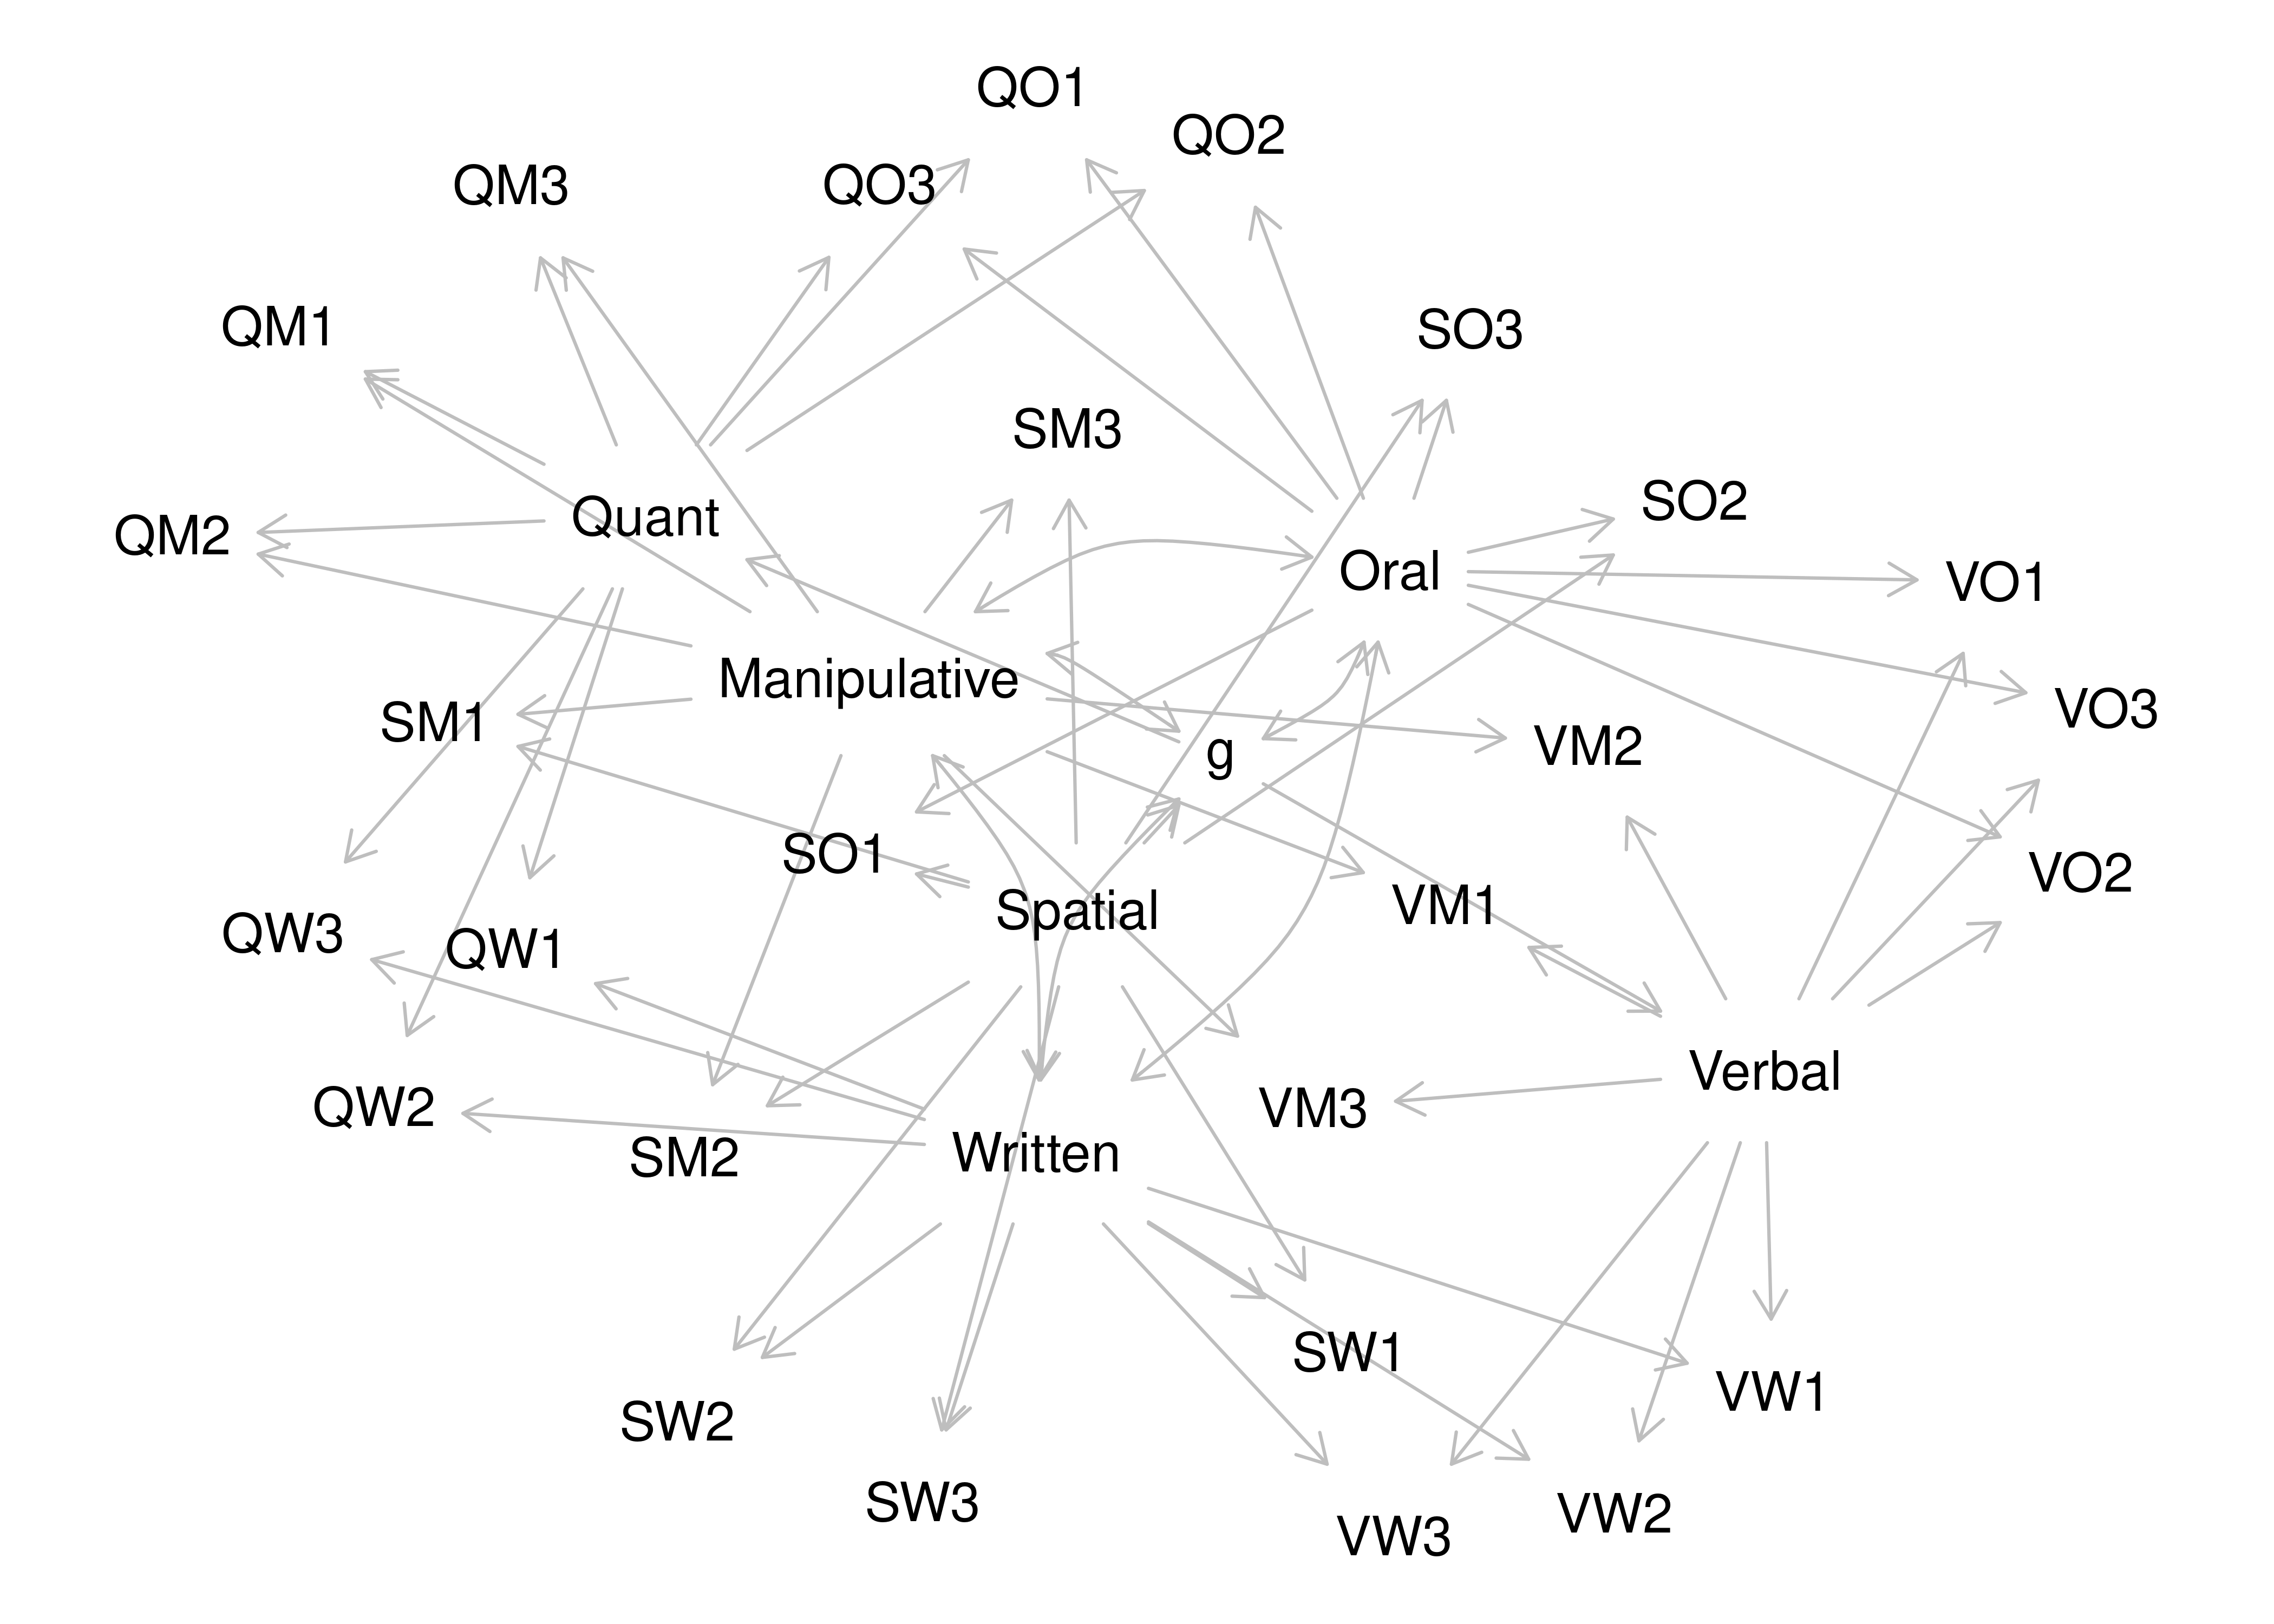 QO1
QO2
QM3
QO3
QM1
SO3
SM3
SO2
Quant
QM2
Oral
VO1
Manipulative
VO3
SM1
VM2
g
SO1
VO2
Spatial
VM1
QW3
QW1
Verbal
QW2
VM3
SM2
Written
SW1
VW1
SW2
SW3
VW2
VW3